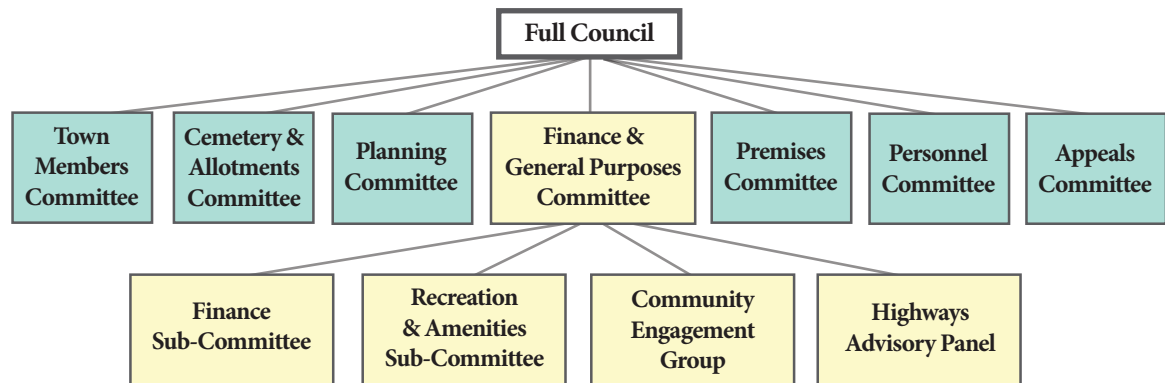 Full Council
Town
Members
Committee
Cemetery &
Allotments
Committee
Planning
Committee
Finance &
General Purposes
Committee
Premises
Committee
Personnel
Committee
Appeals
Committee
Finance
Sub-Committee
Recreation
& Amenities
Sub-Committee
Community
Engagement
Group
Highways
Advisory Panel